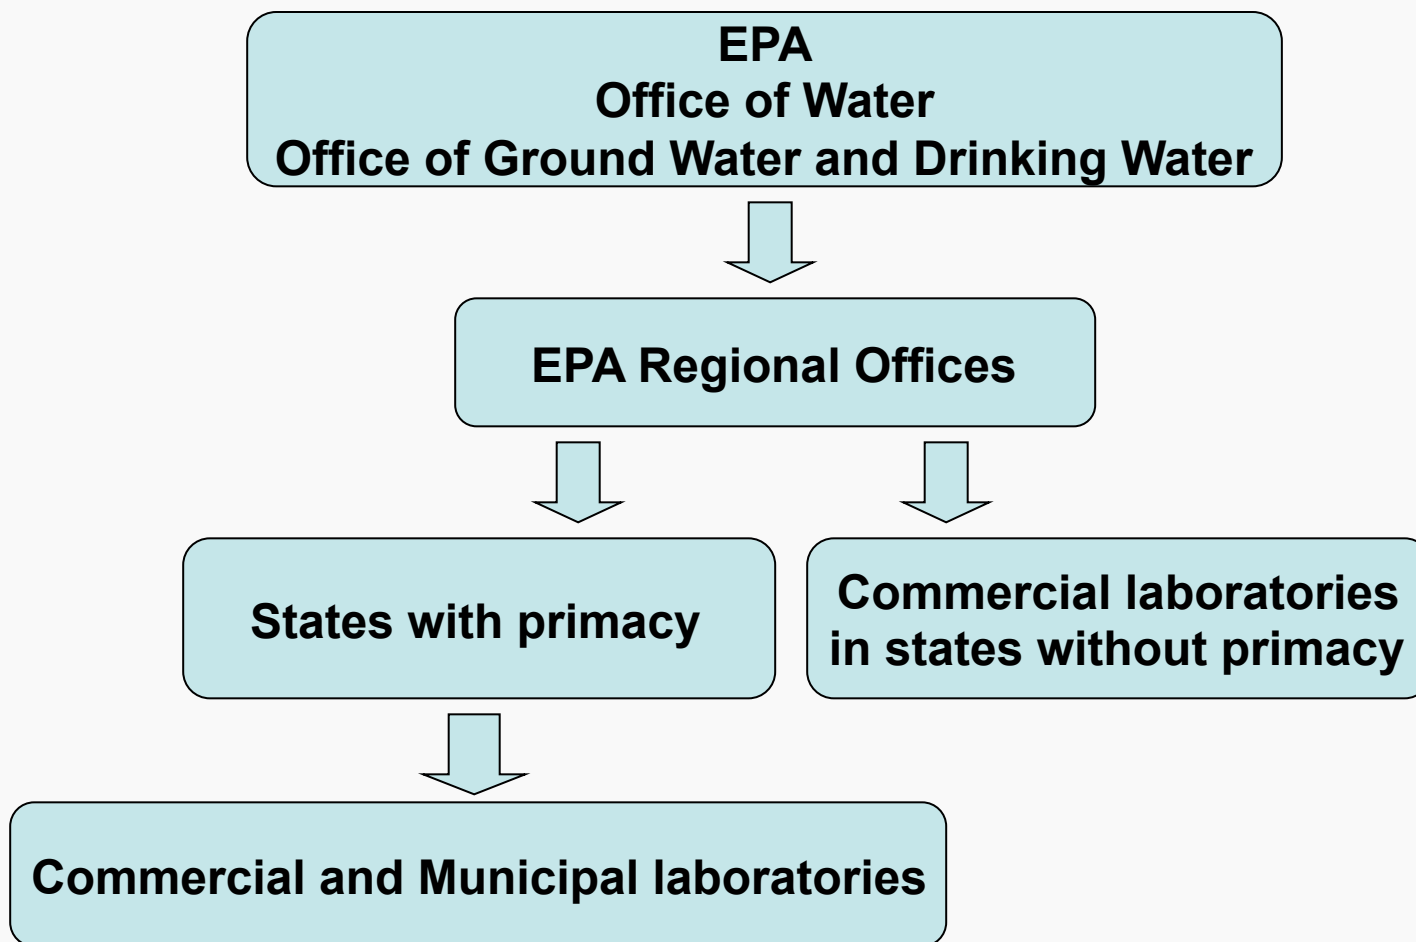 EPA
Office of Water
Office of Ground Water and Drinking Water
EPA Regional Offices
States with primacy
Commercial laboratories
in states without primacy
Commercial and Municipal laboratories